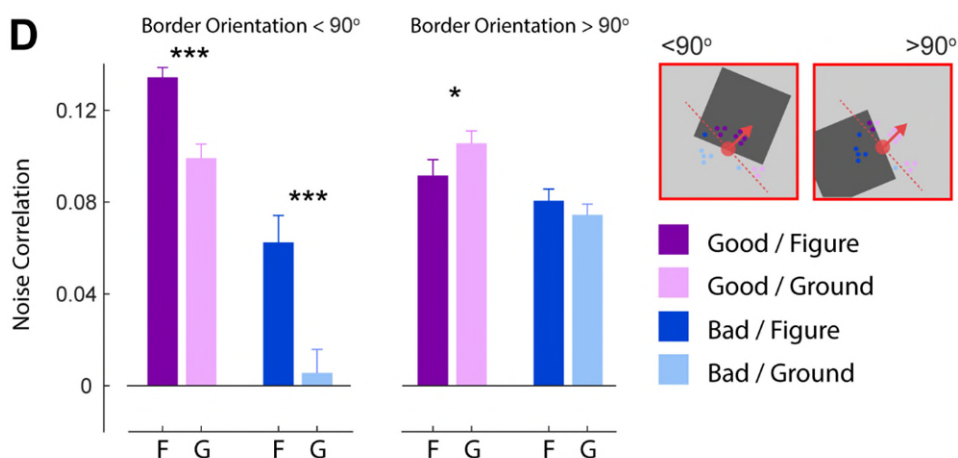 D
Border Orientation < 90°
Border Orientation > 90°
<90°
>90°
***
***
*
Noise Correlation
0.12
0.08
0.04
0
F G F G
F G F G
Good / Figure
Good / Ground
Bad / Figure
Bad / Ground